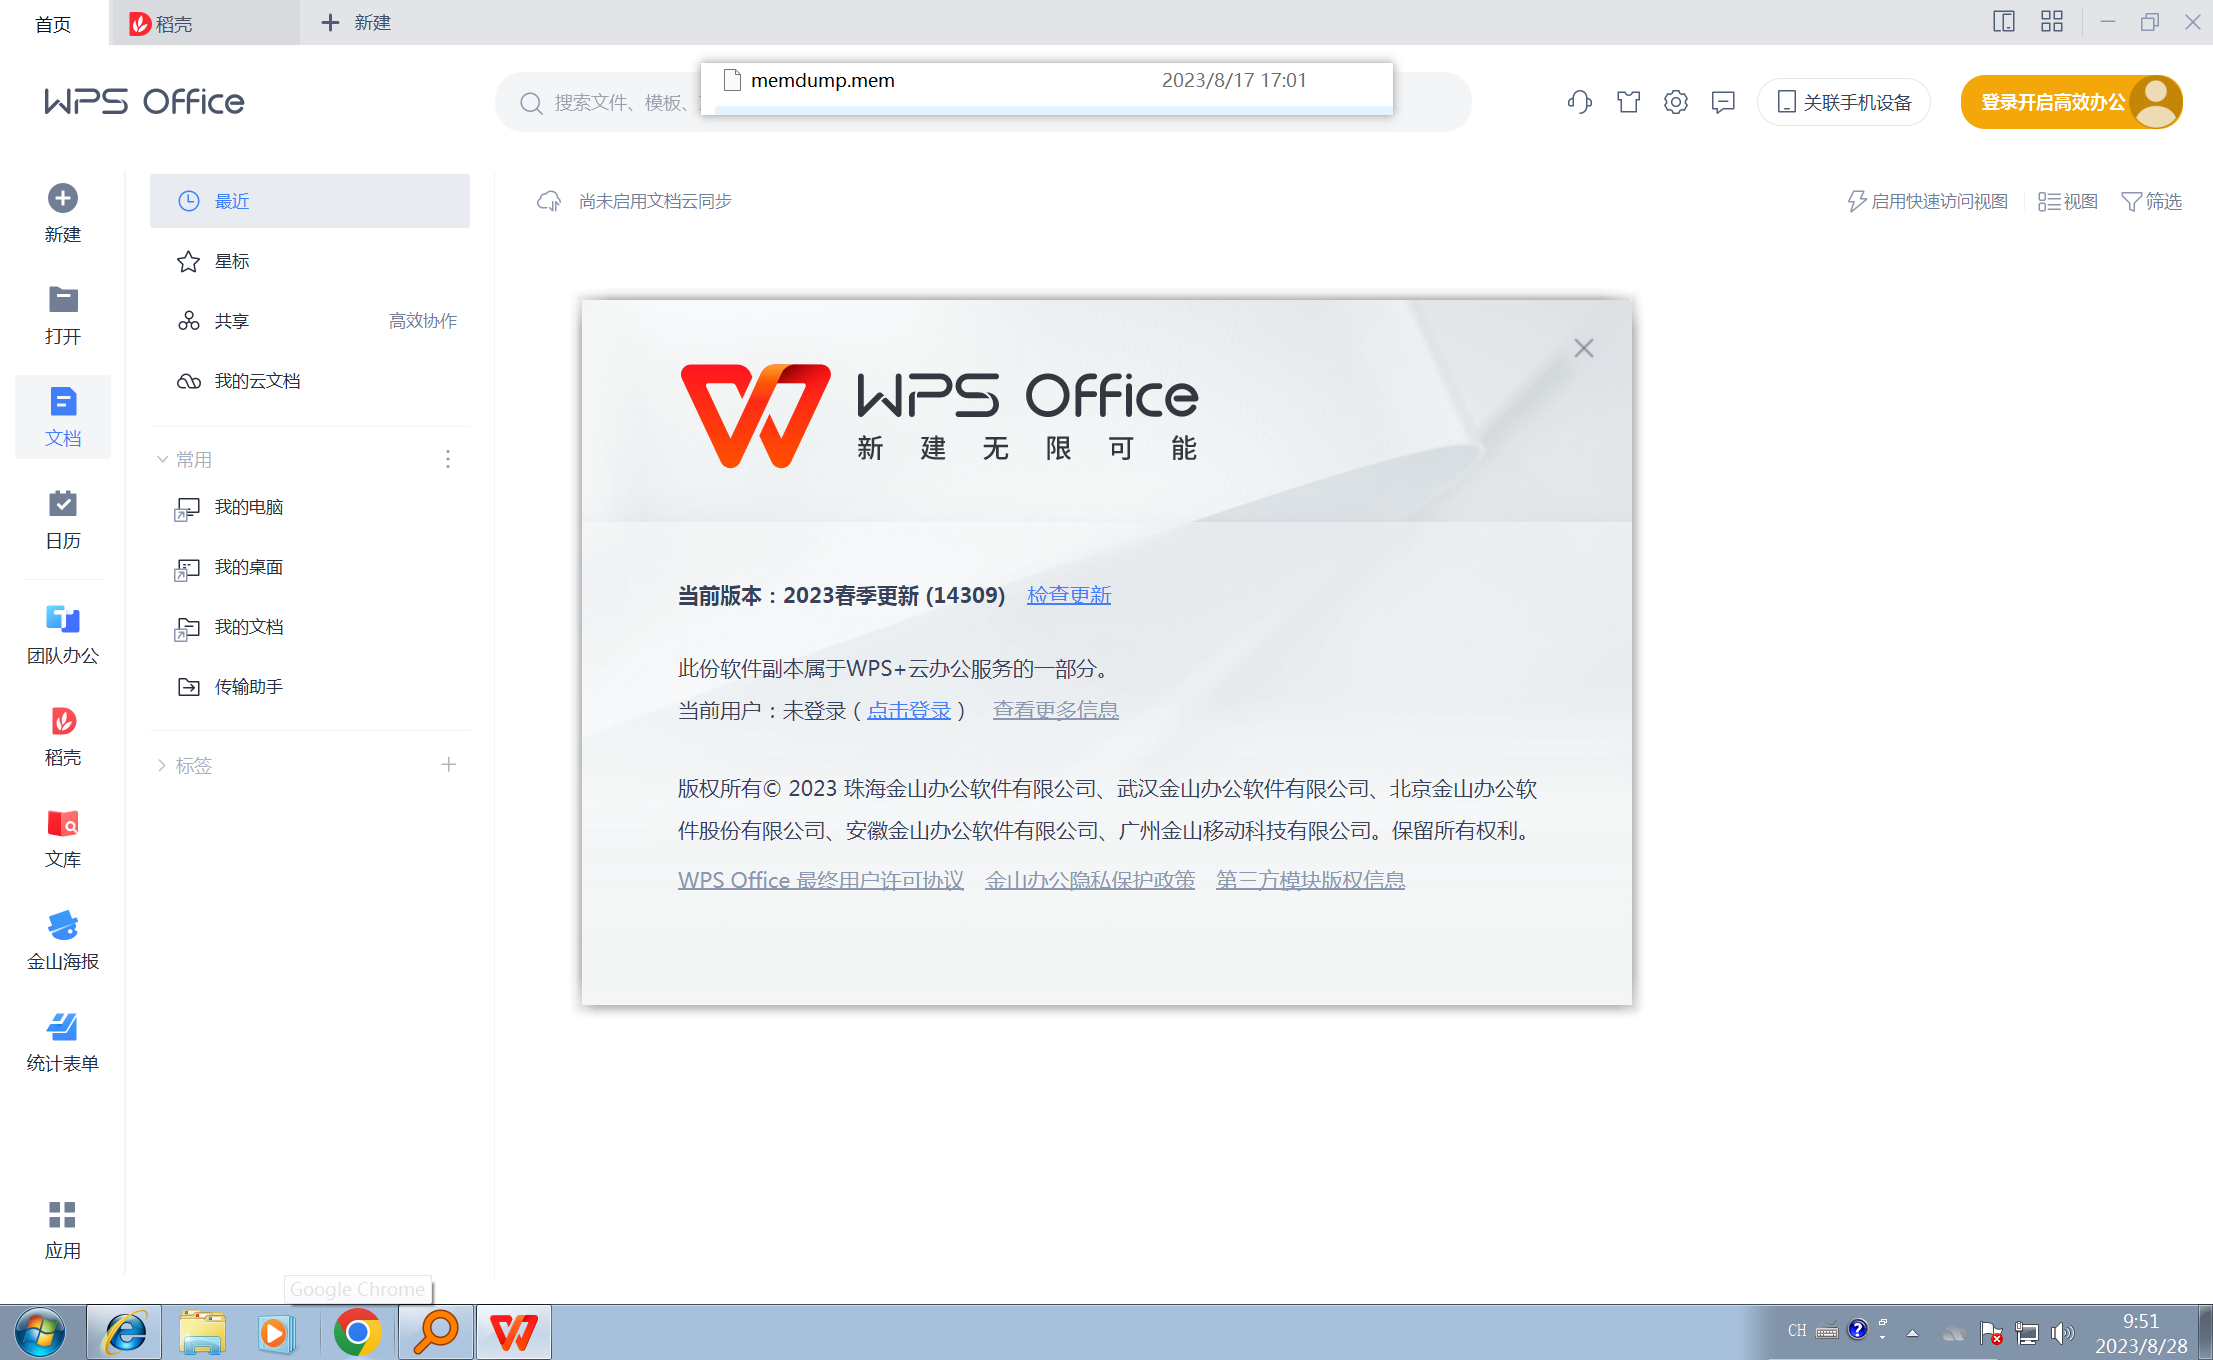 首页
稻壳
新建
WPS Office
搜索文件、模板、
memdump.mem 2023/8/17 17:01
关联手机设备
登录开启高效办公
新建
打开
文档
日历
团队办公
稻壳
文库
金山海报
统计表单
应用
最近
星标
共享 高效协作
我的云文档
常用
我的电脑
我的桌面
我的文档
传输助手
标签
尚未启用文档云同步
启用快速访问视图
视图
筛选
WPS Office
新建无限可能
当前版本：2023春季更新 (14309) 检查更新
此份软件副本属于WPS+云办公服务的一部分。
当前用户：未登录（点击登录） 查看更多信息
版权所有© 2023 珠海金山办公软件有限公司、武汉金山办公软件有限公司、北京金山办公软
件股份有限公司、安徽金山办公软件有限公司、广州金山移动科技有限公司。保留所有权利。
WPS Office 最终用户许可协议 金山办公隐私保护政策 第三方模块版权信息
Google Chrome
CH
9:51
2023/8/28